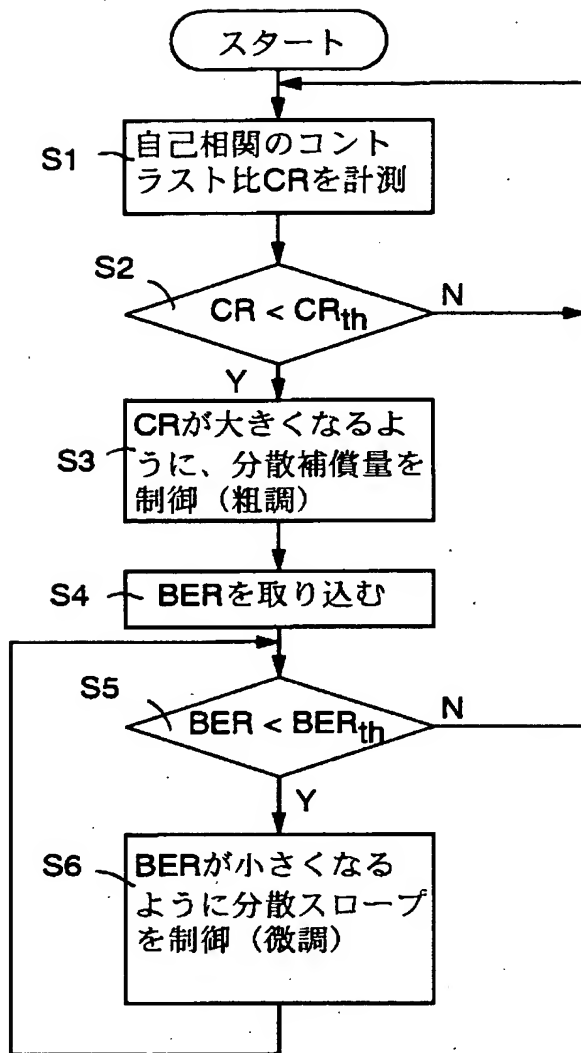 スタート
S1
自己相関のコント
ラスト比CRを計測
S2
CR < CRth
N
Y
S3
CRが大きくなるよ
うに、分散補償量を
制御（粗調）
S4
BERを取り込む
S5
BER < BERth
N
Y
S6
BERが小さくなる
ように分散スロープ
を制御（微調）